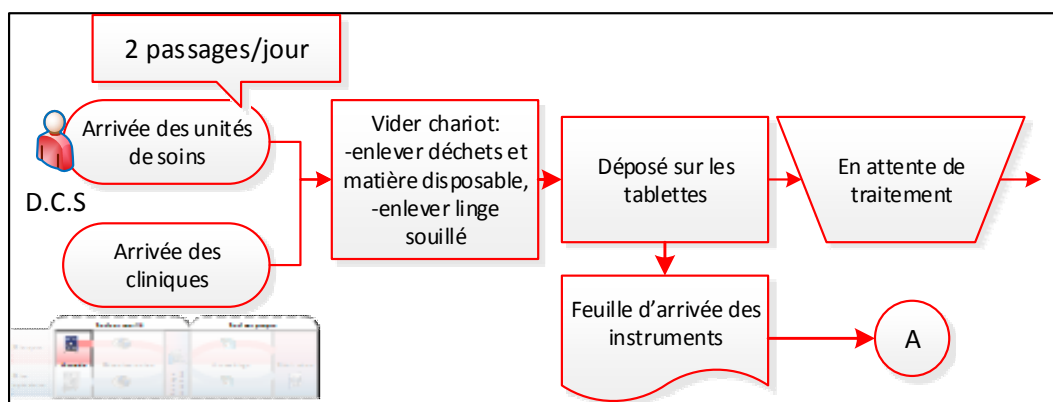 2 passages/jour
Arrivée des unités
de soins
D.C.S
Arrivée des
cliniques
Vider chariot:
-enlever déchets et
matière disposable,
-enlever linge
souillé
Déposé sur les
tablettes
En attente de
traitement
Feuille d’arrivée des
instruments
A